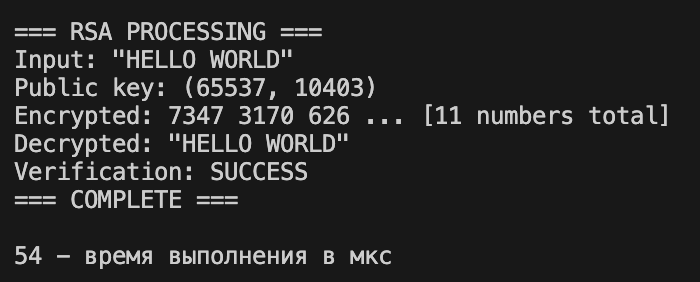 === RSA PROCESSING ===
Input: "HELLO WORLD"
Public key: (65537, 10403)
Encrypted: 7347 3170 626 ... [11 numbers total]
Decrypted: "HELLO WORLD"
Verification: SUCCESS
=== COMPLETE ===
54 – время выполнения в мкс